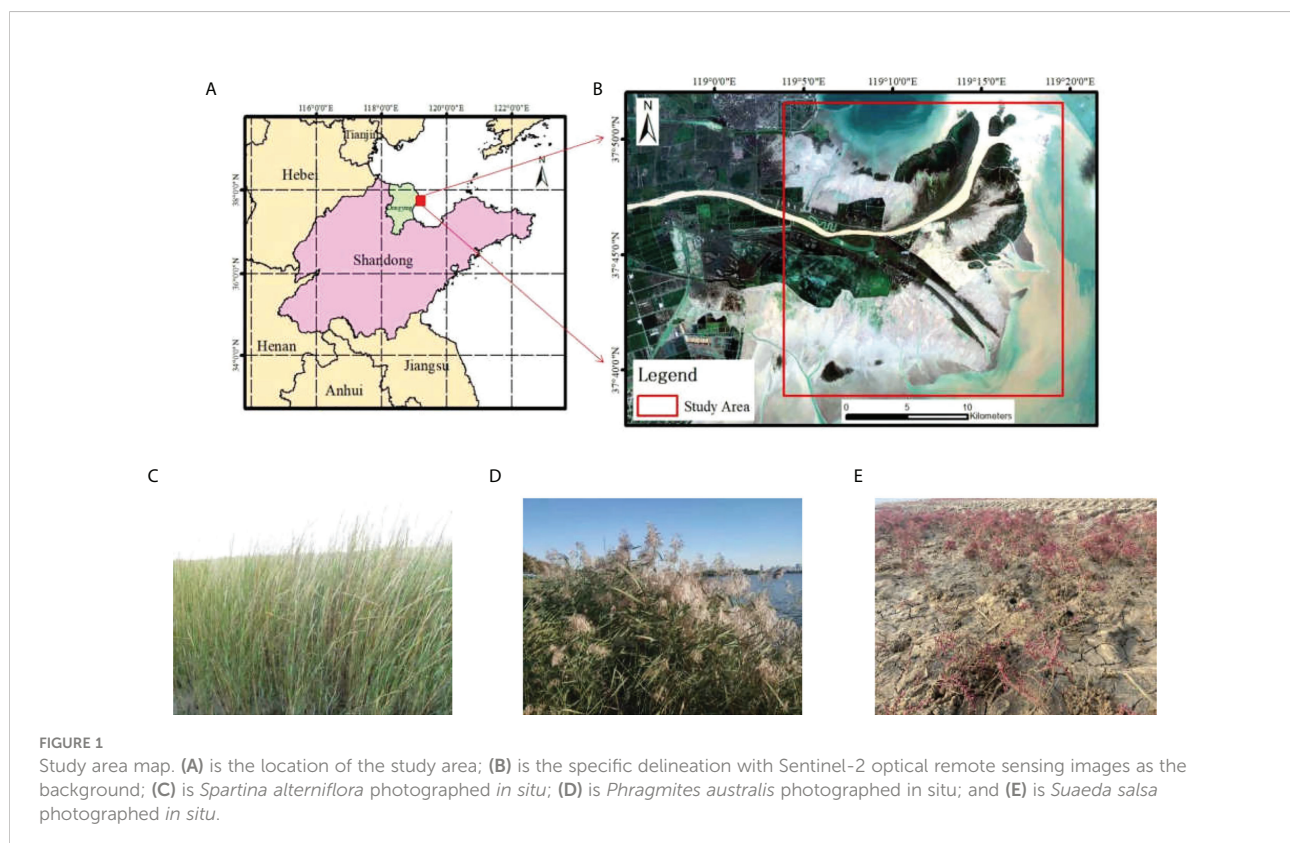 A
116°0'0"E 118°0'0"E 120°0'0"E 122°0'0"E
38°0'0"N
36°0'0"N
34°0'0"N
N
Tianjin
Hebei
Shandong
Henan
Jiangsu
Anhui
B
119°0'0"E 119°5'0"E 119°10'0"E 119°15'0"E 119°20'0"E
37°50'0"N
37°45'0"N
37°40'0"N
N
Legend
Study Area
0 5 10
Kilometers
C
D
E
FIGURE 1
Study area map. (A) is the location of the study area; (B) is the specific delineation with Sentinel-2 optical remote sensing images as the
background; (C) is Spartina alterniflora photographed in situ; (D) is Phragmites australis photographed in situ; and (E) is Suaeda salsa
photographed in situ.